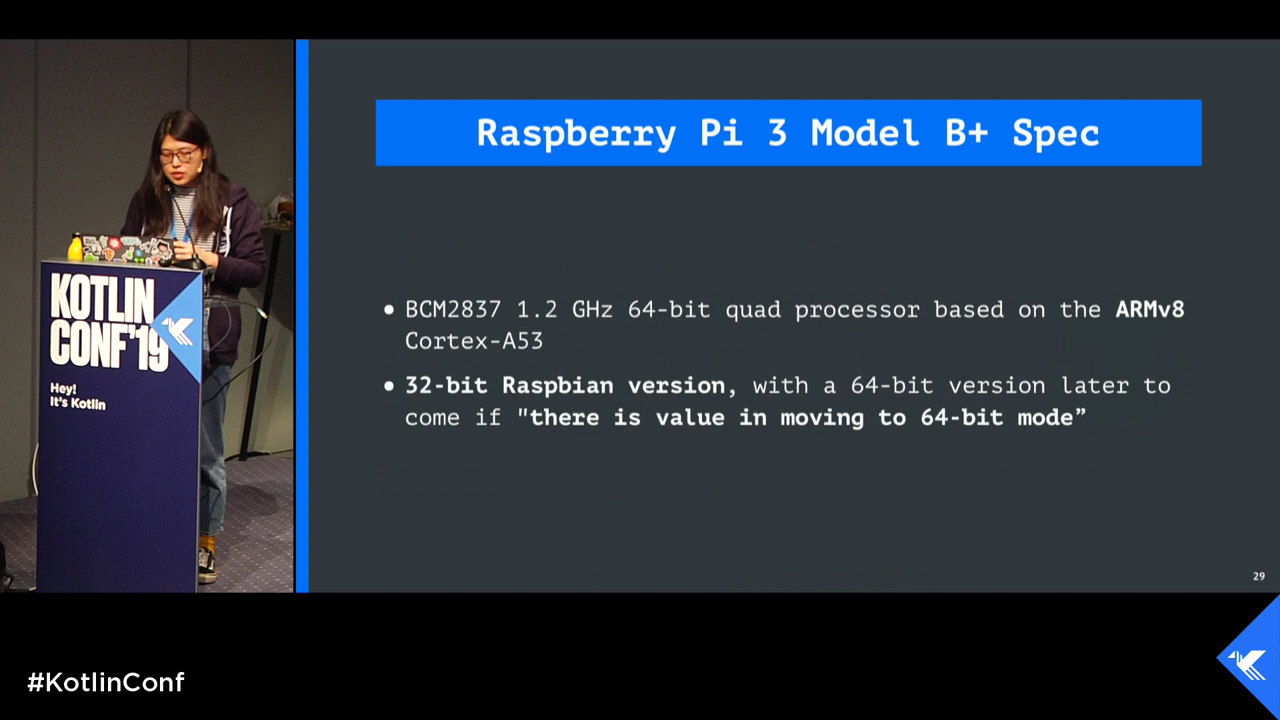 Raspberry Pi 3 Model B+ Spec
● BCM2837 1.2 GHz 64-bit quad processor based on the ARMv8
Cortex-A53
● 32-bit Raspbian version, with a 64-bit version later to
come if "there is value in moving to 64-bit mode”
29
KOTLIN
CONF'19
Hey!
It's Kotlin
#KotlinConf